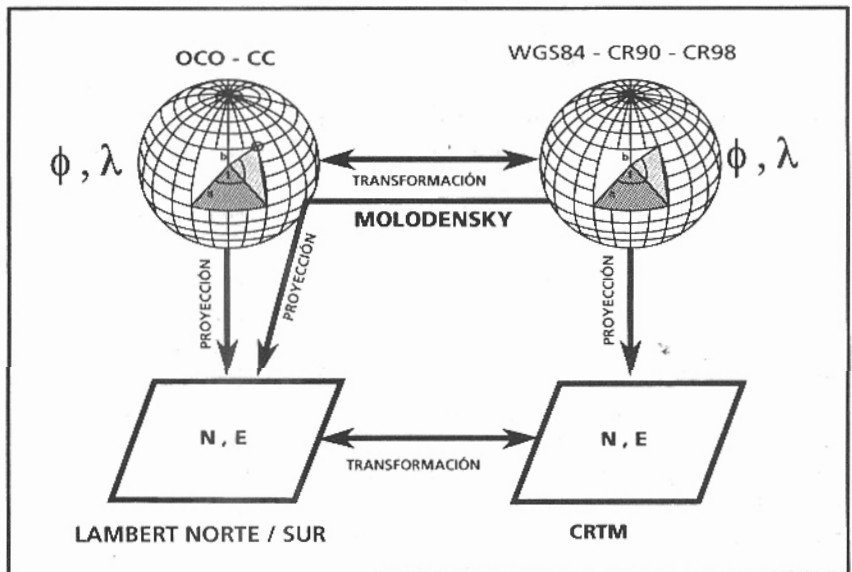 OCO - CC
WGS84 - CR90 - CR98
ϕ , λ
b
a
TRANSFORMACIÓN
MOLODENSKY
b
a
ϕ , λ
PROYECCIÓN
PROYECCIÓN
PROYECCIÓN
N , E
TRANSFORMACIÓN
N , E
LAMBERT NORTE / SUR
CRTM